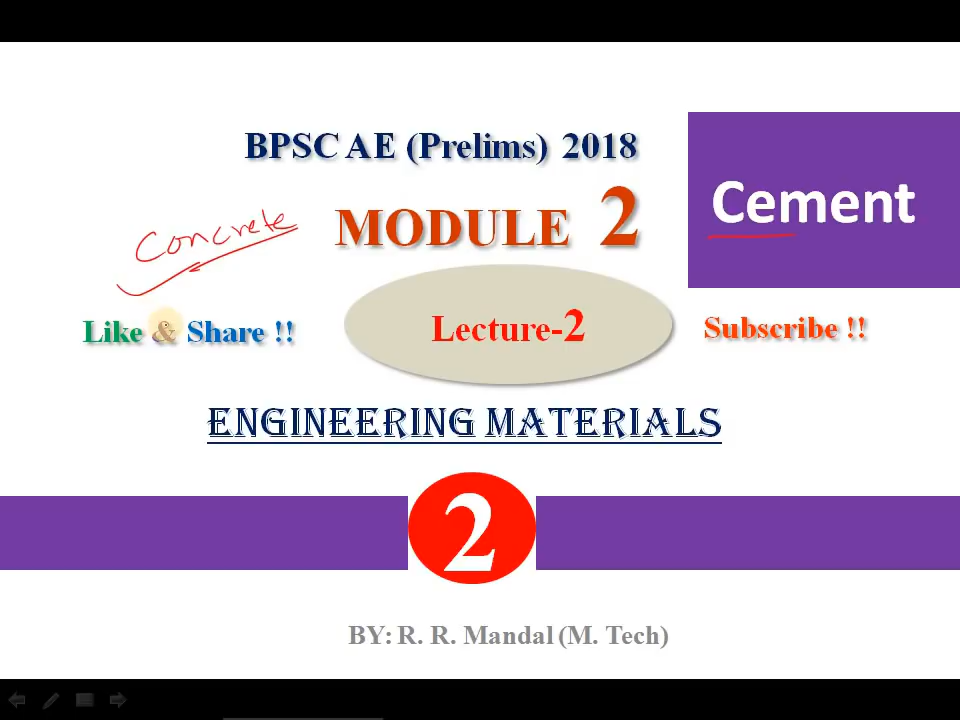 BPSC AE (Prelims) 2018
Cement
MODULE 2
Concrete
Like & Share !!
Lecture-2
Subscribe !!
ENGINEERING MATERIALS
2
BY: R. R. Mandal (M. Tech)